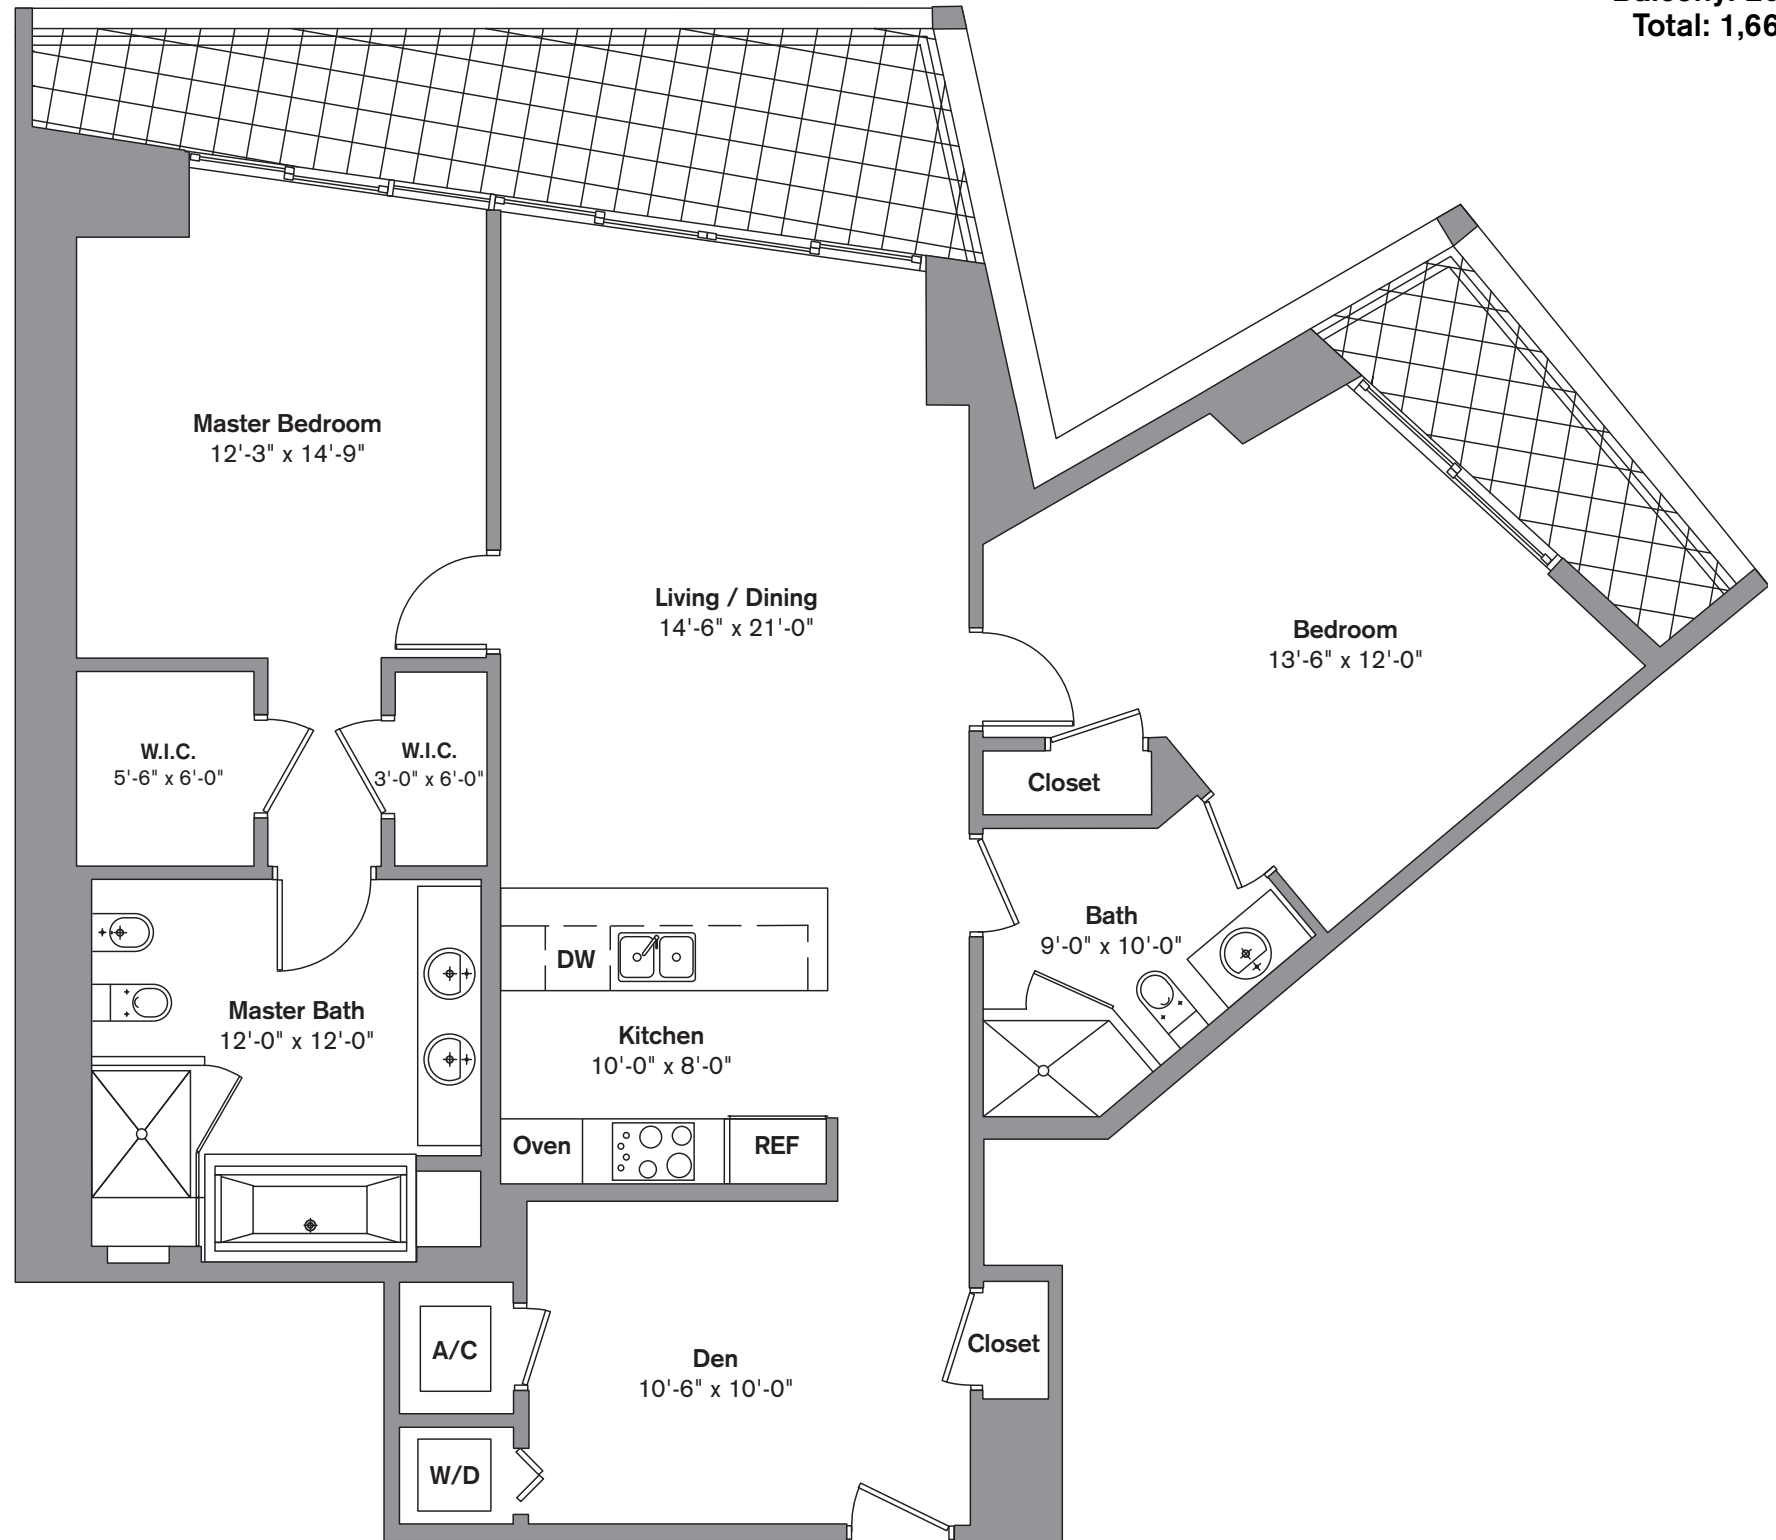 Total: 1,66
Master Bedroom
12'-3" x 14'-9"
Living / Dining
14'-6" x 21'-0"
Bedroom
13'-6" x 12'-0"
W.I.C.
5'-6" x 6'-0"
W.I.C.
3'-0" x 6'-0"
Closet
Bath
9'-0" x 10'-0"
DW
Master Bath
12'-0" x 12'-0"
Kitchen
10'-0" x 8'-0"
Oven
REF
A/C
Den
10'-6" x 10'-0"
Closet
W/D